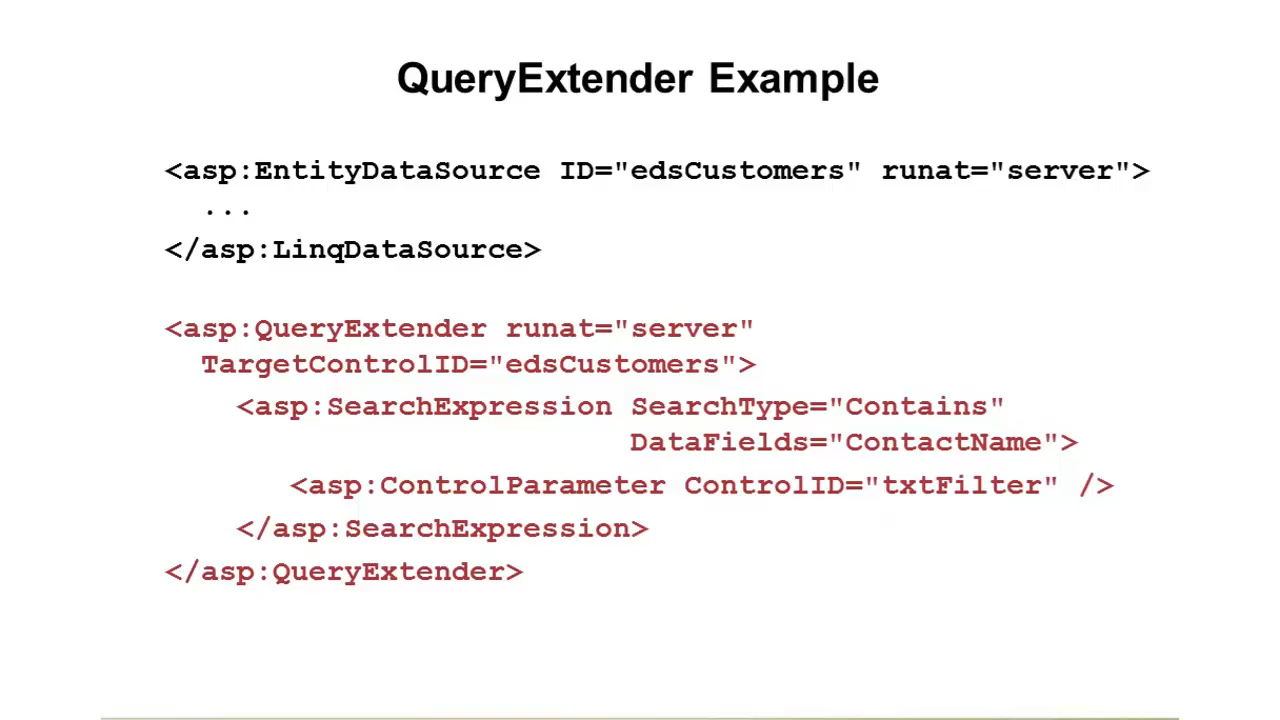 QueryExtender Example
<asp:EntityDataSource ID="edsCustomers" runat="server">
...
</asp:LinqDataSource>
<asp:QueryExtender runat="server"
TargetControlID="edsCustomers">
<asp:SearchExpression SearchType="Contains"
DataFields="ContactName">
<asp:ControlParameter ControlID="txtFilter" />
</asp:SearchExpression>
</asp:QueryExtender>